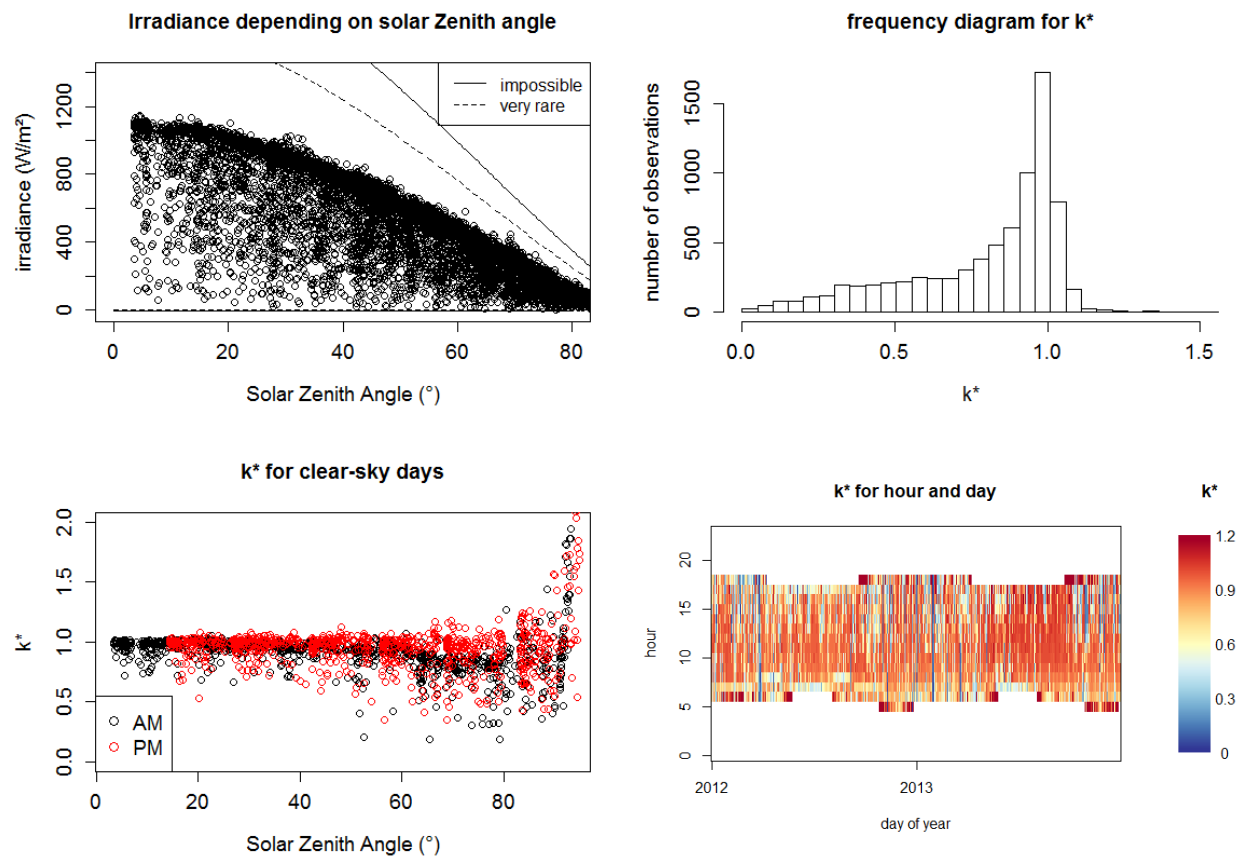 Irradiance depending on solar Zenith angle
irradiance (W/m²)
1200
800
400
0
impossible
very rare
0 20 40 60 80
Solar Zenith Angle (°)
frequency diagram for k*
number of observations
1500
1000
500
0
0.0 0.5 1.0 1.5
k*
k* for clear-sky days
k*
2.0
1.5
1.0
0.5
0.0
AM
PM
0 20 40 60 80
Solar Zenith Angle (°)
k* for hour and day
hour
20
15
10
5
0
2012 2013
day of year
k*
1.2
0.9
0.6
0.3
0